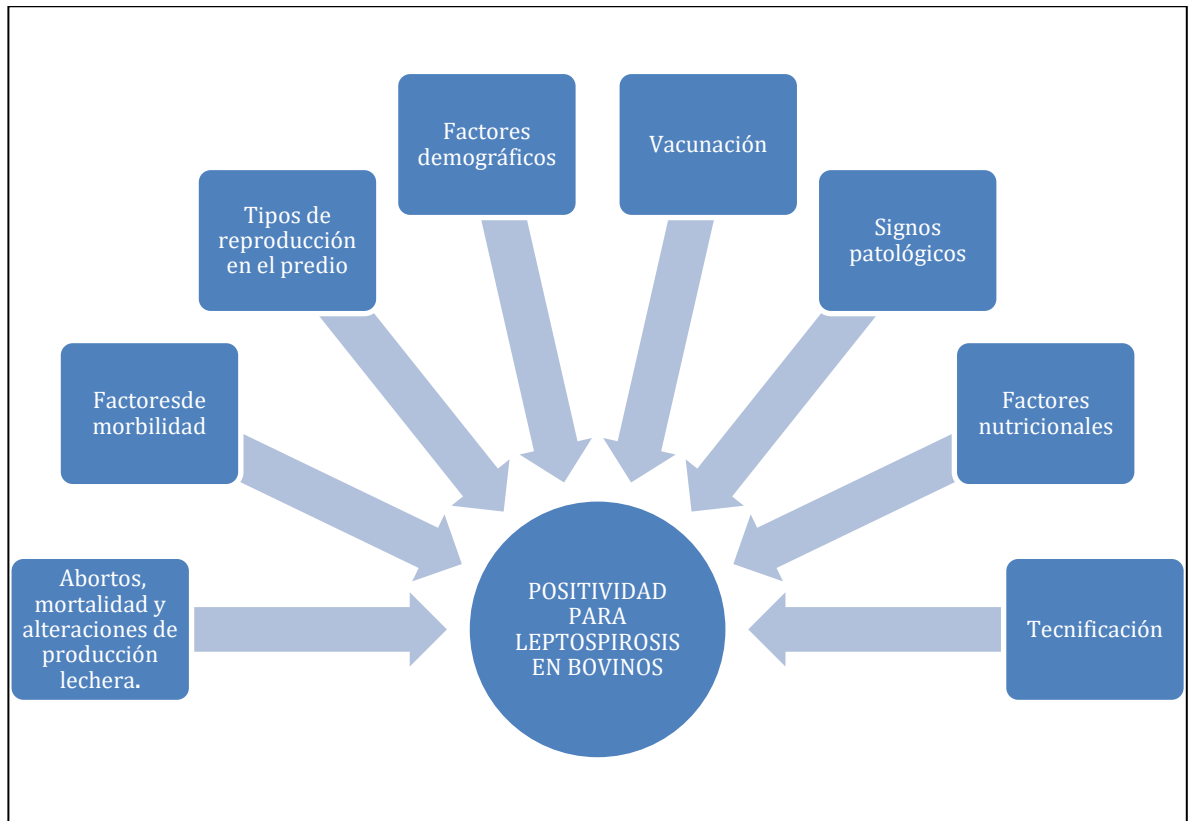 Factores
demográficos
Vacunación
Tipos de
reproducción
en el predio
Signos
patológicos
Factoresde
morbilidad
Factores
nutricionales
Abortos,
mortalidad y
alteraciones de
producción
lechera.
POSITIVIDAD
PARA
LEPTOSPIROSIS
EN BOVINOS
Tecnificación